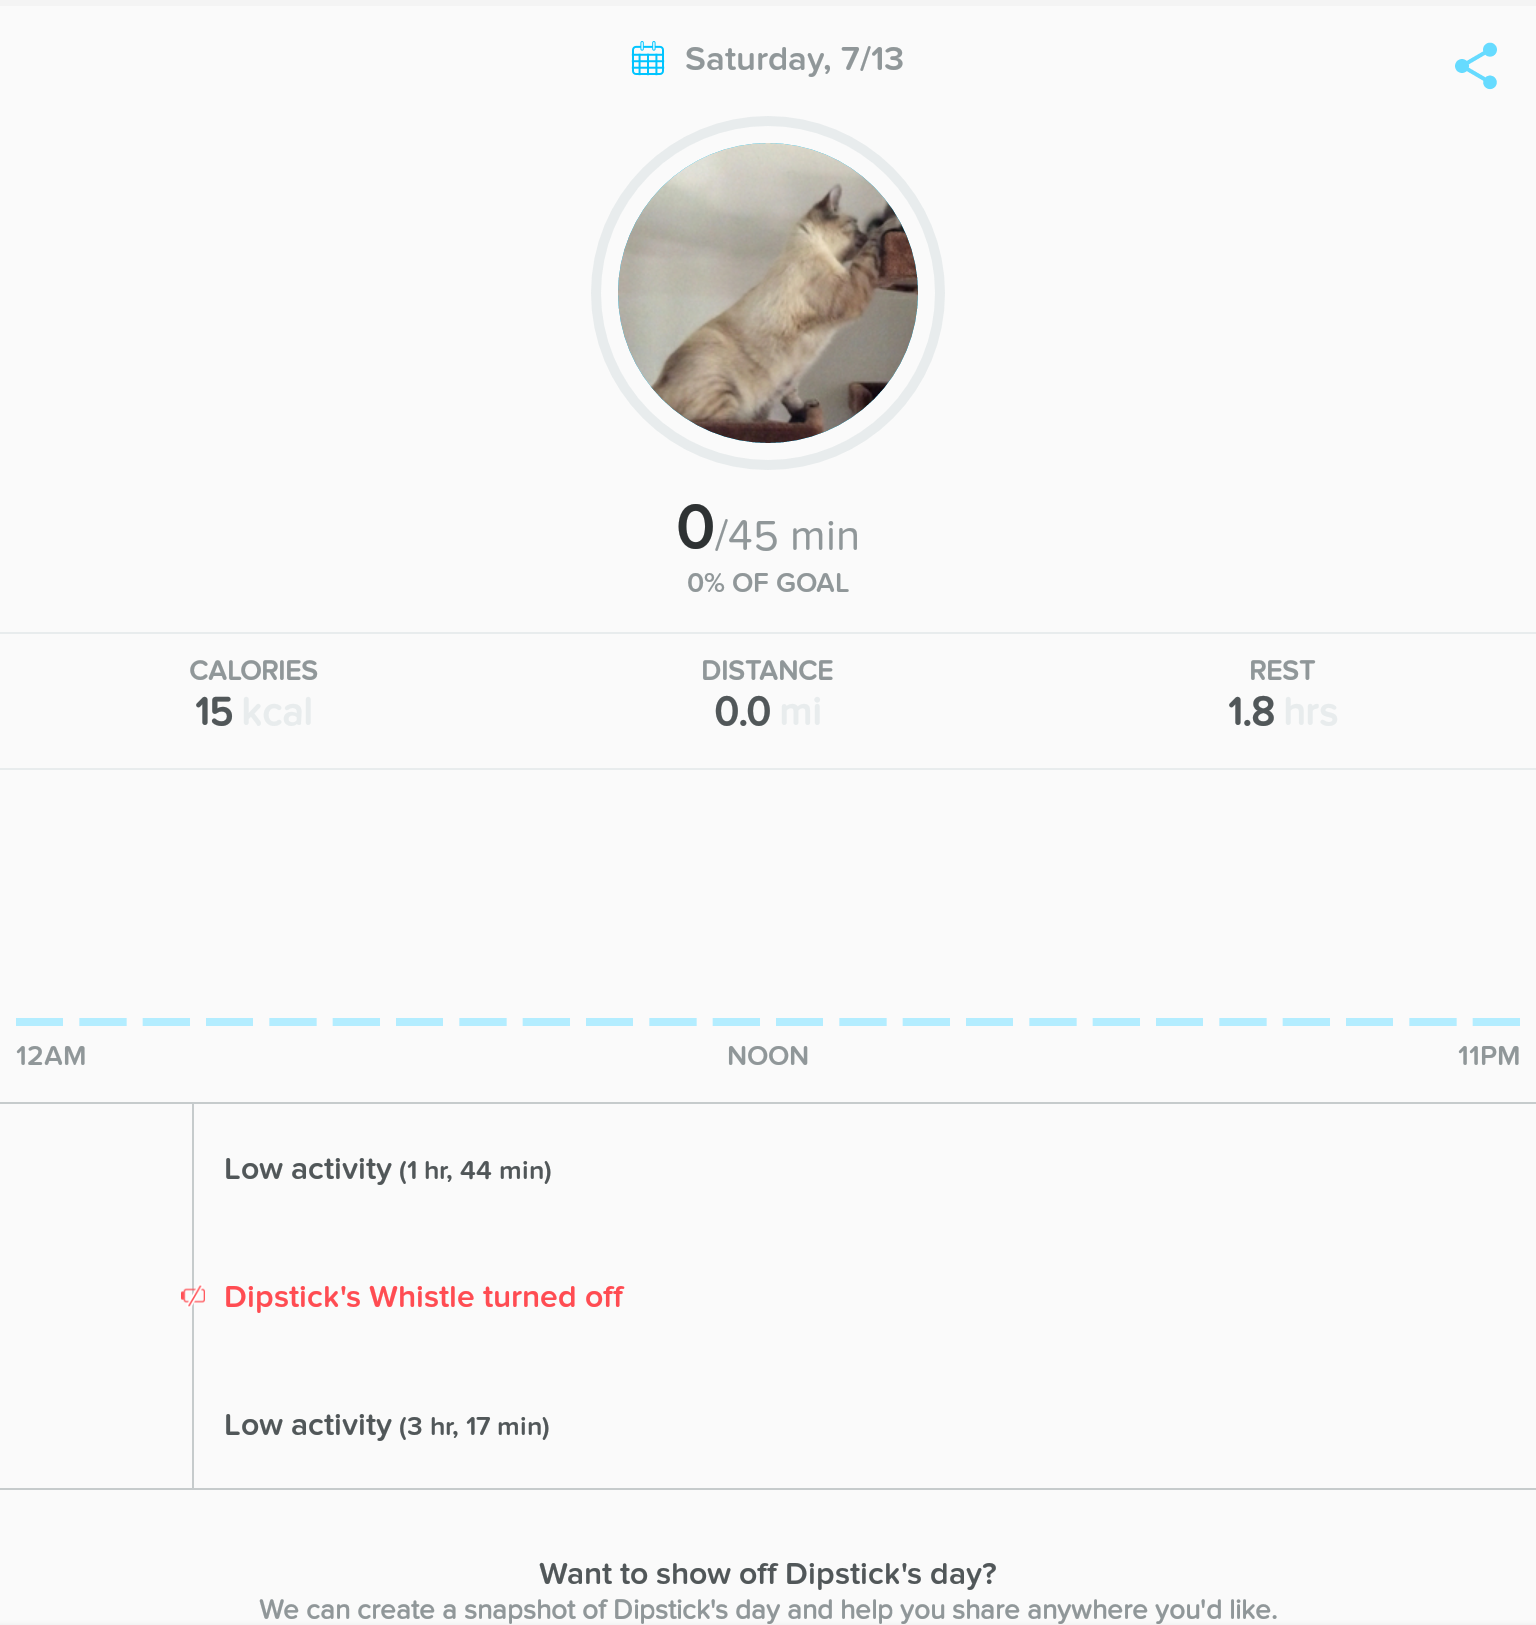 Saturday, 7/13
0/45 min
0% OF GOAL
CALORIES DISTANCE REST
15 kcal 0.0 mi 1.8 hrs
12AM NOON 11PM
Low activity (1 hr, 44 min)
Dipstick's Whistle turned off
Low activity (3 hr, 17 min)
Want to show off Dipstick's day?
We can create a snapshot of Dipstick's day and help you share anywhere you'd like.